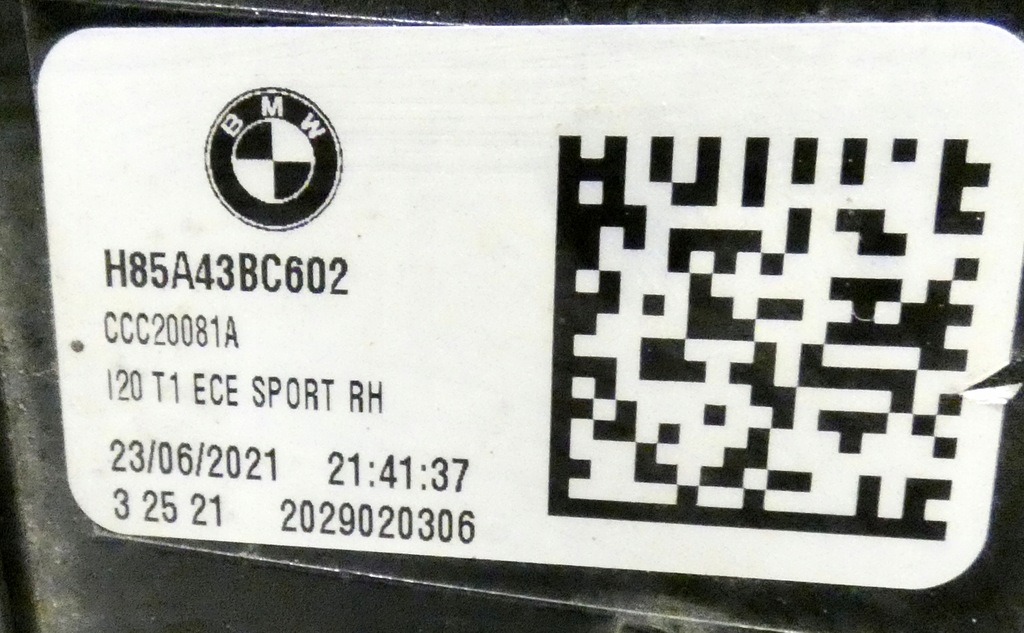 BMW
H85A43BC602
CCC20081A
I20 T1 ECE SPORT RH
23/06/2021 21:41:37
3 25 21 2029020306